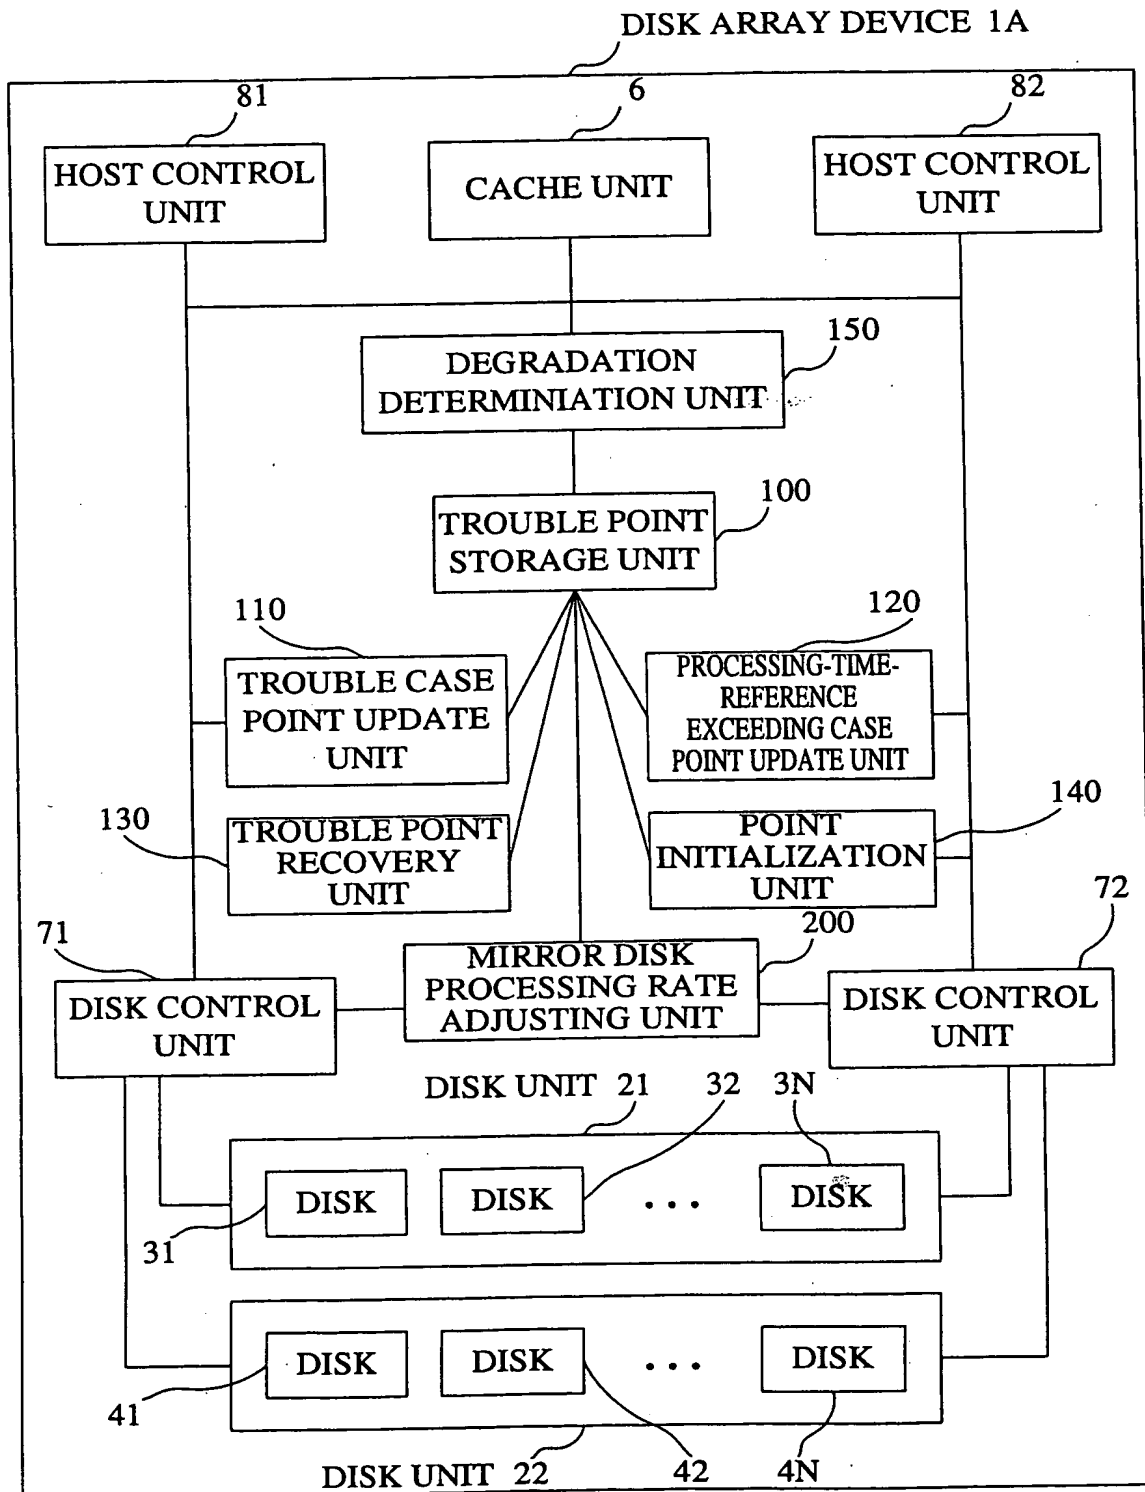 DISK ARRAY DEVICE 1A
81
6
82
HOST CONTROL
UNIT
CACHE UNIT
HOST CONTROL
UNIT
150
DEGRADATION
DETERMINIATION UNIT
100
TROUBLE POINT
STORAGE UNIT
110
120
TROUBLE CASE
POINT UPDATE
UNIT
PROCESSING-TIME-
REFERENCE
EXCEEDING CASE
POINT UPDATE UNIT
130
140
TROUBLE POINT
RECOVERY
UNIT
POINT
INITIALIZATION
UNIT
71
200
72
DISK CONTROL
UNIT
MIRROR DISK
PROCESSING RATE
ADJUSTING UNIT
DISK CONTROL
UNIT
DISK UNIT 21
32
3N
DISK
DISK
...
DISK
31
DISK
DISK
...
DISK
41
DISK UNIT 22
42
4N